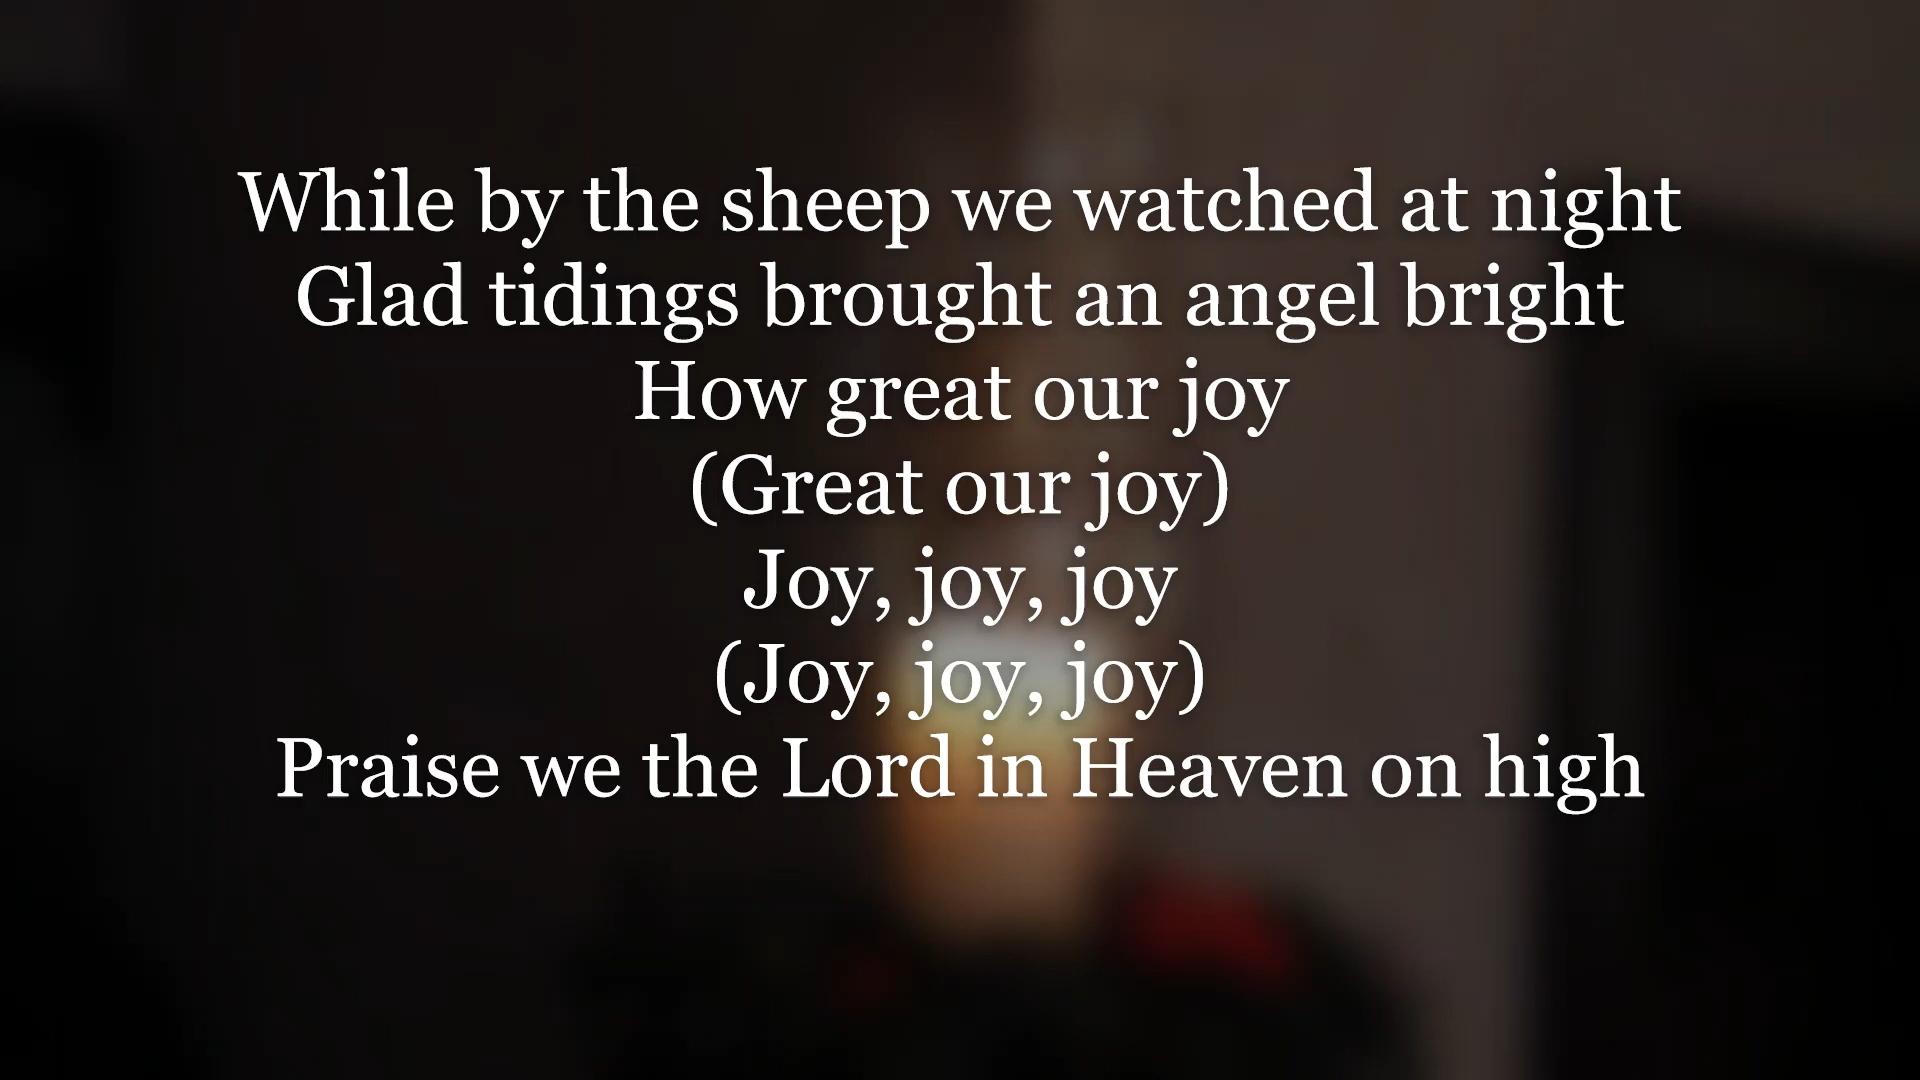 While by the sheep we watched at night
Glad tidings brought an angel bright
How great our joy
(Great our joy)
Joy, joy, joy
(Joy, joy, joy)
Praise we the Lord in Heaven on high